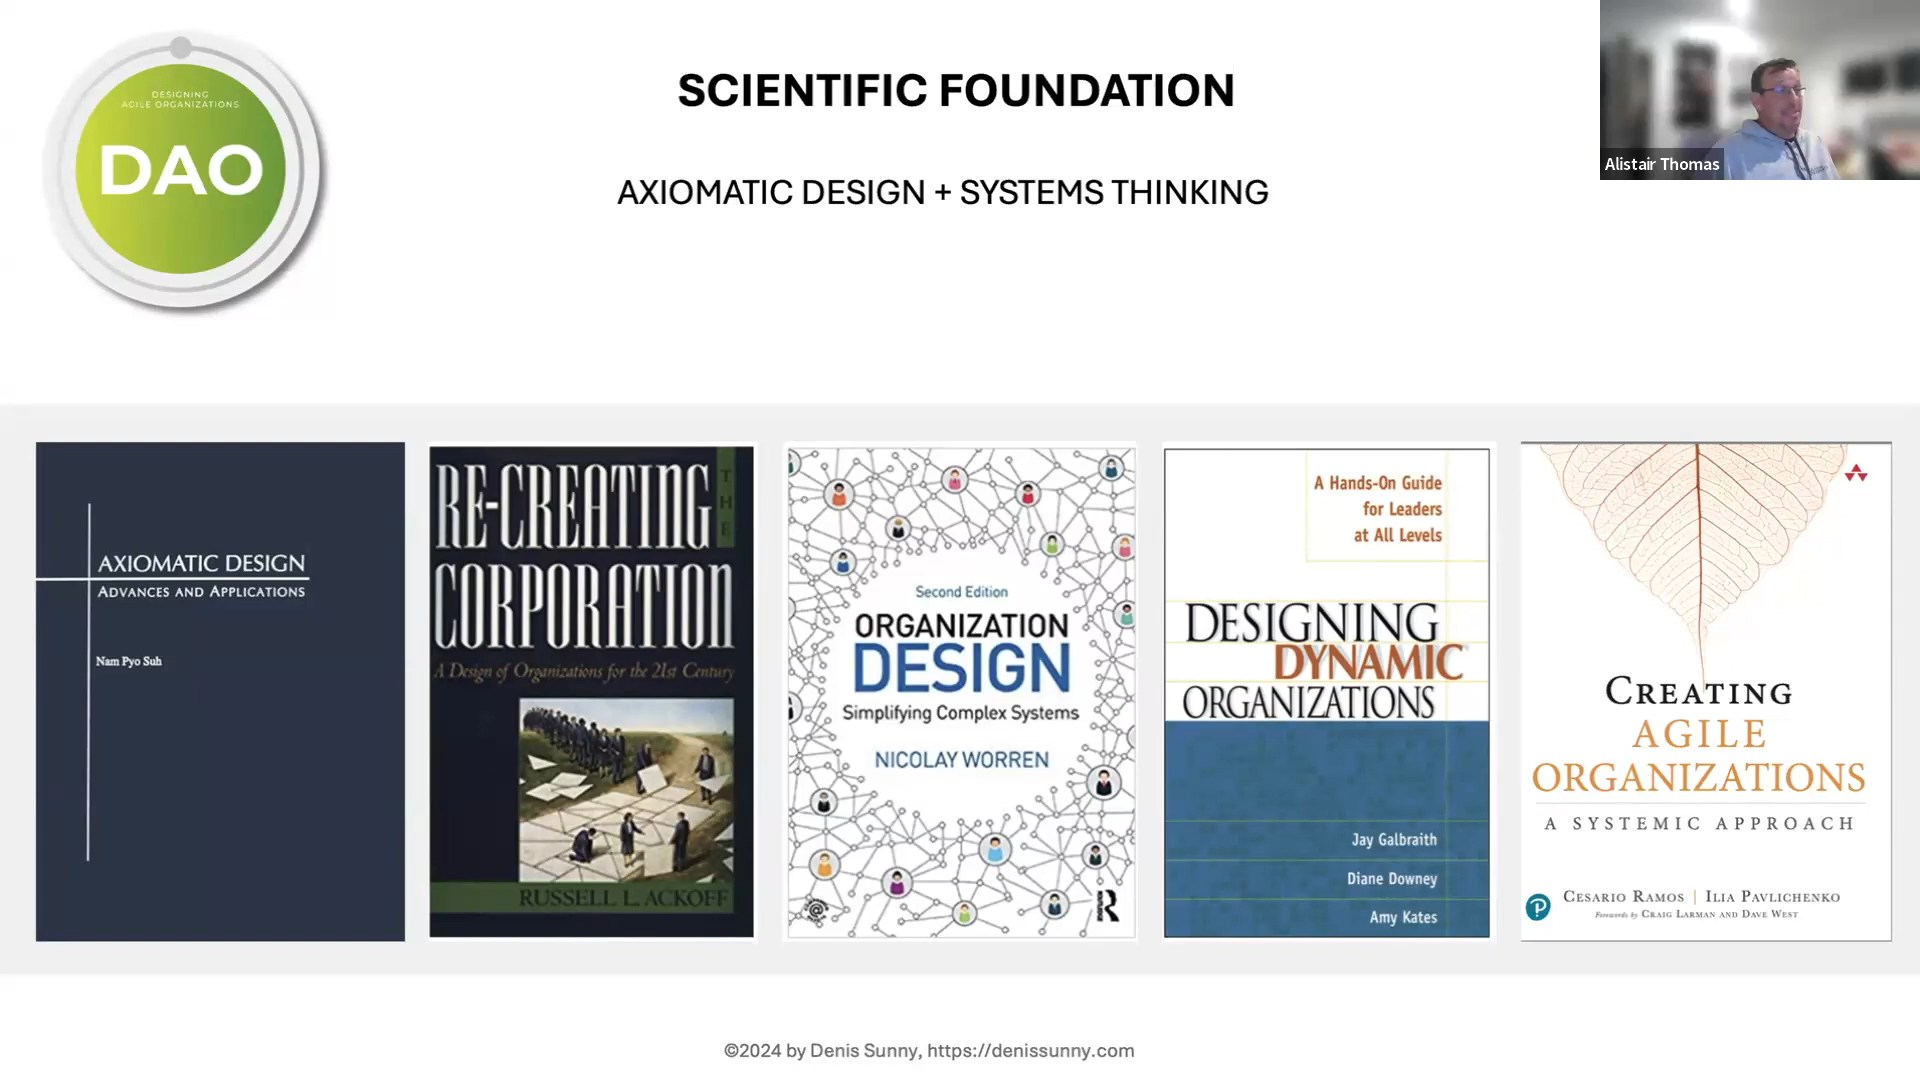 DESIGNING
AGILE ORGANIZATIONS
DAO
SCIENTIFIC FOUNDATION
AXIOMATIC DESIGN + SYSTEMS THINKING
Alistair Thomas
AXIOMATIC DESIGN
ADVANCES AND APPLICATIONS
Nam Pyo Suh
RE-CREATING
THE
CORPORATION
A Design of Organizations for the 21st Century
RUSSELL L. ACKOFF
Second Edition
ORGANIZATION
DESIGN
Simplifying Complex Systems
NICOLAY WORREN
A Hands-On Guide
for Leaders
at All Levels
DESIGNING
DYNAMIC
ORGANIZATIONS
Jay Galbraith
Diane Downey
Amy Kates
CREATING
AGILE
ORGANIZATIONS
A SYSTEMIC APPROACH
CESARIO RAMOS | ILIA PAVLICHENKO
Forewords by CRAIG LARMAN AND DAVE WEST
©2024 by Denis Sunny, https://denissunny.com